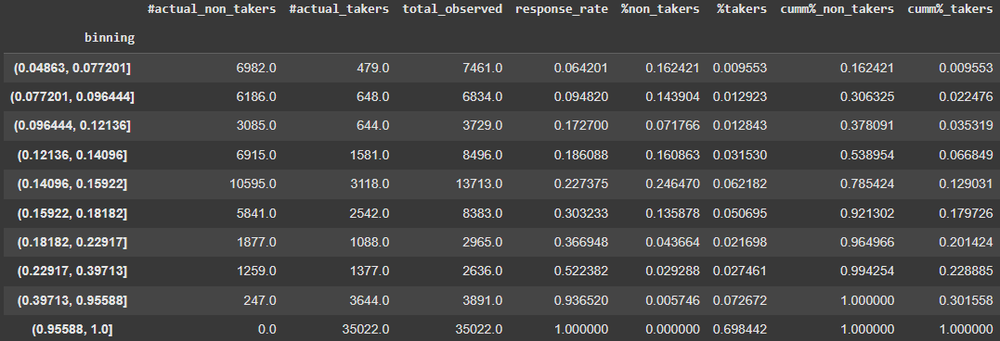 #actual_non_takers #actual_takers total_observed response_rate %non_takers %takers cumm%_non_takers cumm%_takers
binning
(0.04863, 0.077201] 6982.0 479.0 7461.0 0.064201 0.162421 0.009553 0.162421 0.009553
(0.077201, 0.096444] 6186.0 648.0 6834.0 0.094820 0.143904 0.012923 0.306325 0.022476
(0.096444, 0.12136] 3085.0 644.0 3729.0 0.172700 0.071766 0.012843 0.378091 0.035319
(0.12136, 0.14096] 6915.0 1581.0 8496.0 0.186088 0.160863 0.031530 0.538954 0.066849
(0.14096, 0.15922] 10595.0 3118.0 13713.0 0.227375 0.246470 0.062182 0.785424 0.129031
(0.15922, 0.18182] 5841.0 2542.0 8383.0 0.303233 0.135878 0.050695 0.921302 0.179726
(0.18182, 0.22917] 1877.0 1088.0 2965.0 0.366948 0.043664 0.021698 0.964966 0.201424
(0.22917, 0.39713] 1259.0 1377.0 2636.0 0.522382 0.029288 0.027461 0.994254 0.228885
(0.39713, 0.95588] 247.0 3644.0 3891.0 0.936520 0.005746 0.072672 1.000000 0.301558
(0.95588, 1.0] 0.0 35022.0 35022.0 1.000000 0.000000 0.698442 1.000000 1.000000